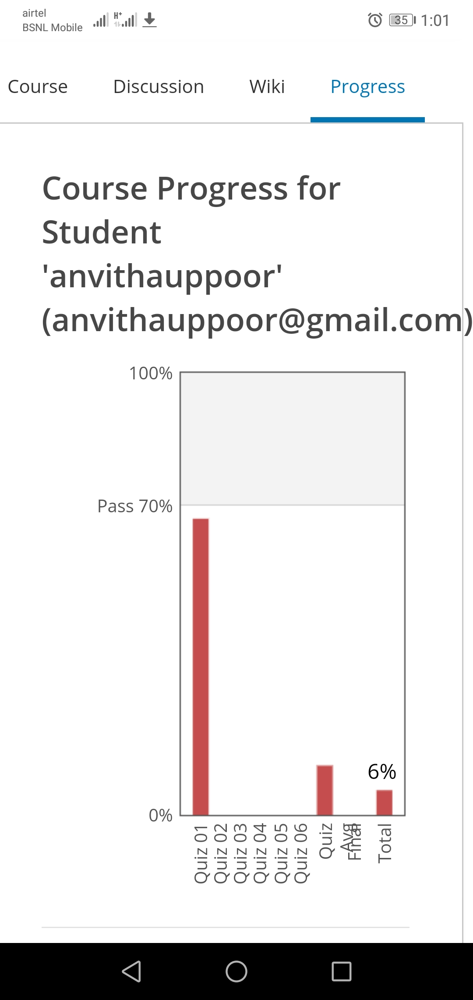 airtel
BSNL Mobile
H+
35
1:01
Course Discussion Wiki Progress
Course Progress for
Student
'anvithauppoor'
(anvithauppoor@gmail.com)
100%
Pass 70%
6%
0%
Quiz 01
Quiz 02
Quiz 03
Quiz 04
Quiz 05
Quiz 06
Quiz
Avg
Final
Total